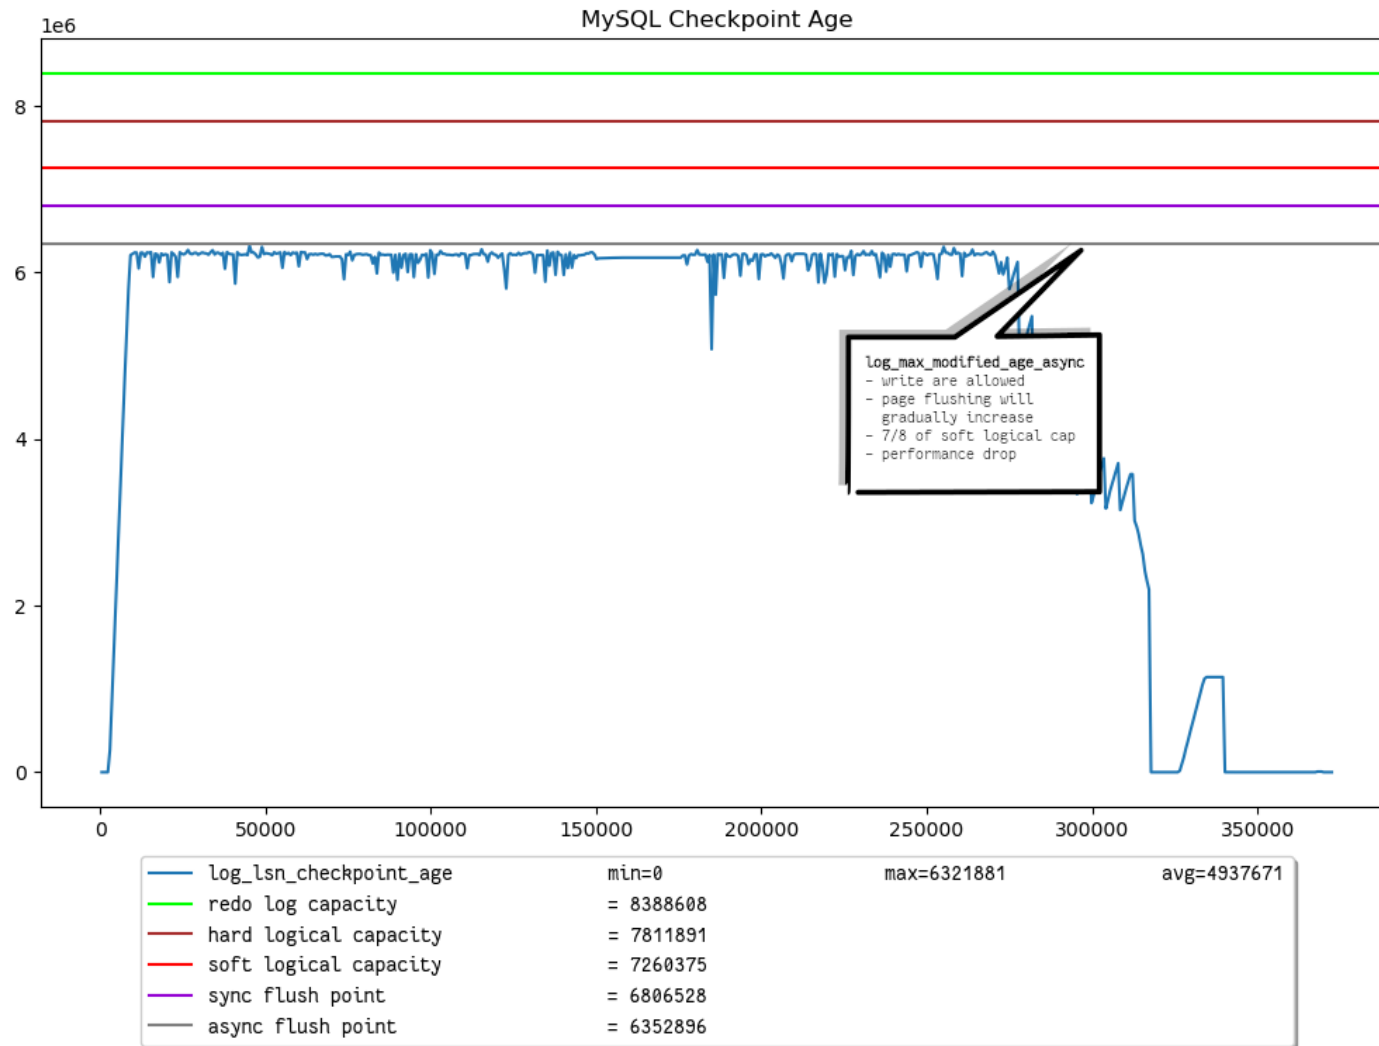 MySQL Checkpoint Age
1e6
8
6
4
2
0
log_max_modified_age_async
- write are allowed
- page flushing will
gradually increase
- 7/8 of soft logical cap
- performance drop
0 50000 100000 150000 200000 250000 300000 350000
log_lsn_checkpoint_age min=0 max=6321881 avg=4937671
redo log capacity = 8388608
hard logical capacity = 7811891
soft logical capacity = 7260375
sync flush point = 6806528
async flush point = 6352896